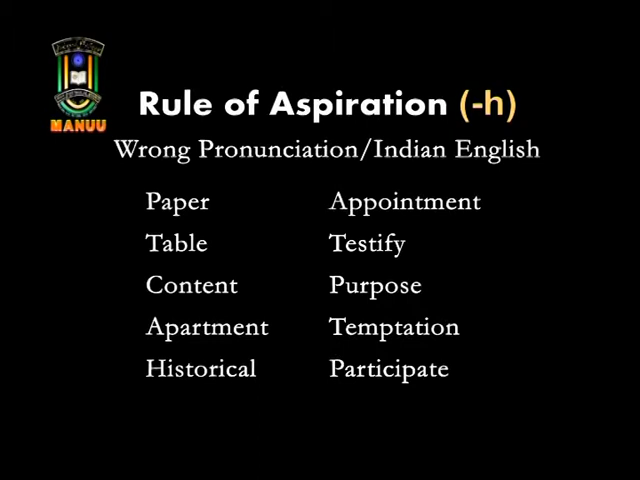 MANUU
Rule of Aspiration (-h)
Wrong Pronunciation/Indian English
Paper Appointment
Table Testify
Content Purpose
Apartment Temptation
Historical Participate